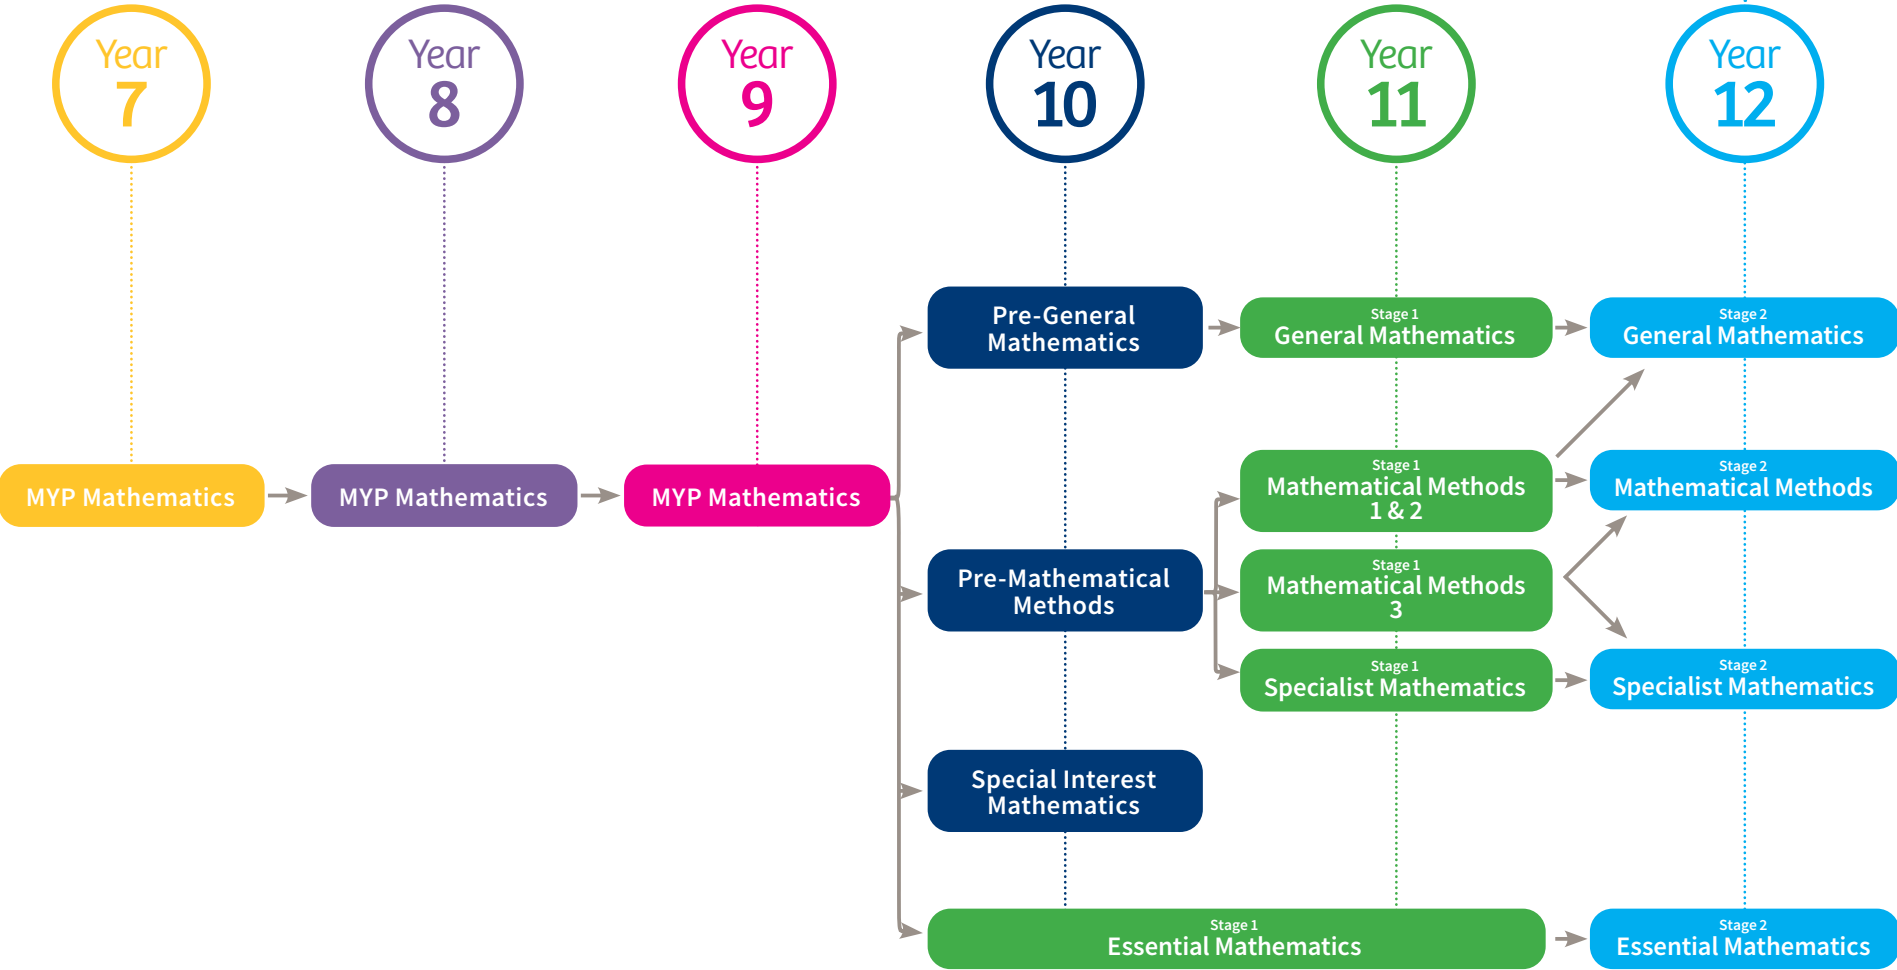 Year
7
Year
8
Year
9
Year
10
Year
11
Year
12
MYP Mathematics
MYP Mathematics
MYP Mathematics
Pre-General
Mathematics
Stage 1
General Mathematics
Stage 2
General Mathematics
Stage 1
Mathematical Methods
1 & 2
Stage 2
Mathematical Methods
Pre-Mathematical
Methods
Stage 1
Mathematical Methods
3
Stage 1
Specialist Mathematics
Stage 2
Specialist Mathematics
Special Interest
Mathematics
Stage 1
Essential Mathematics
Stage 2
Essential Mathematics